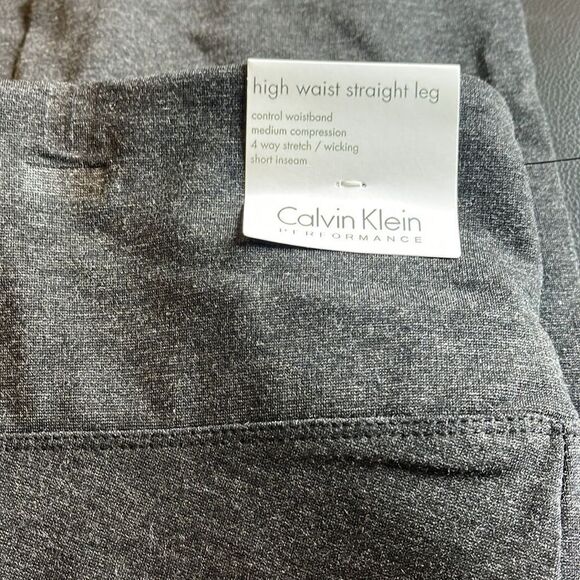 high waist straight leg
control waistband
medium compression
4 way stretch / wicking
short inseam
Calvin Klein
PERFORMANCE